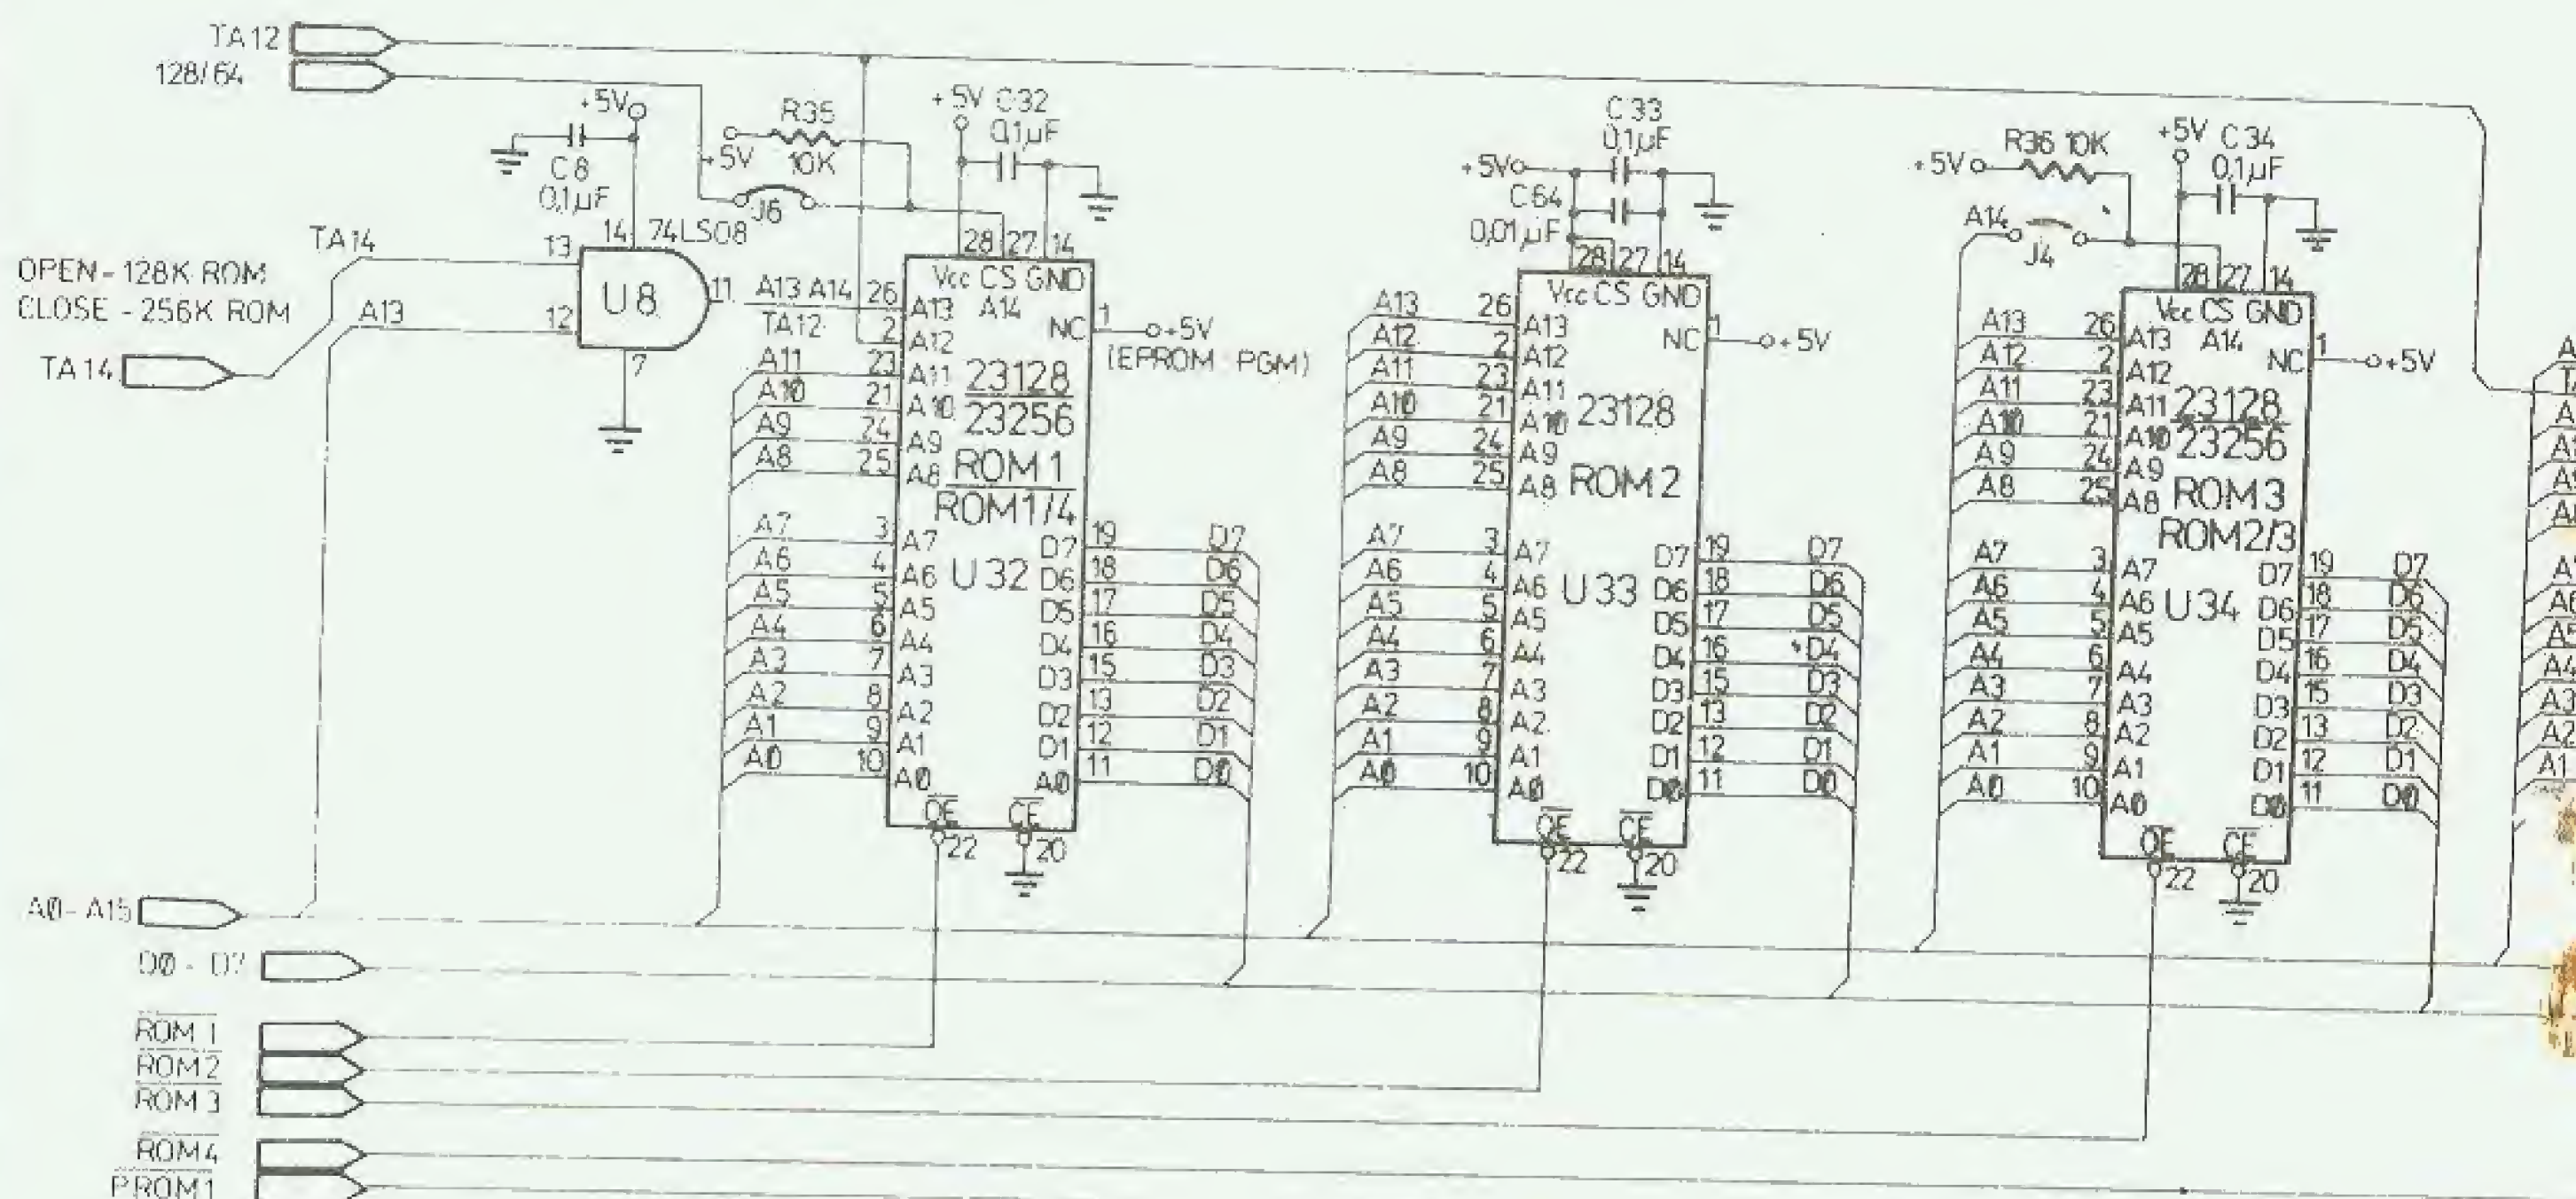 TA12
128/64
+5V
C8
0,1µF
14
74LS08
TA14
13
OPEN-128K ROM
CLOSE -256K ROM
A13
12
U8
11
7
TA14
R35
+5V
10K
J6
+5V C32
0,1µF
28 27 14
Vcc CS GND
A13 A14 26 A13 A14
TA12 2 A12
NC 1 +5V
(EPROM PGM)
A11 23 A11
A10 21 A10
A9 24 A9
A8 25 A8
23128
23256
ROM1
ROM1/4
U32
A7 3 A7 D7 19 D7
A6 4 A6 D6 18 D6
A5 5 A5 D5 17 D5
A4 6 A4 D4 16 D4
A3 7 A3 D3 15 D3
A2 8 A2 D2 13 D2
A1 9 A1 D1 12 D1
A0 10 A0 A0 11 D0
OE CE
22 20
C33
0,1µF
+5V
C64
0,01µF
28 27 14
Vcc CS GND
NC 1 +5V
A13 26 A13
A12 2 A12
A11 23 A11
A10 21 A10
A9 24 A9
A8 25 A8
23128
ROM2
U33
A7 3 A7 D7 19 D7
A6 4 A6 D6 18 D6
A5 5 A5 D5 17 D5
A4 6 A4 D4 16 D4
A3 7 A3 D3 15 D3
A2 8 A2 D2 13 D2
A1 9 A1 D1 12 D1
A0 10 A0 D0 11 D0
OE CE
22 20
R36 10K
+5V
+5V C34
0,1µF
A14
J4
28 27 14
Vcc CS GND
A13 26 A13 A14
A12 2 A12
NC 1 +5V
A11 23 A11
A10 21 A10
A9 24 A9
A8 25 A8
23128
23256
ROM3
ROM2/3
U34
A7 3 A7 D7 19 D7
A6 4 A6 D6 18 D6
A5 5 A5 D5 17 D5
A4 6 A4 D4 16 D4
A3 7 A3 D3 15 D3
A2 8 A2 D2 13 D2
A1 9 A1 D1 12 D1
A0 10 A0 D0 11 D0
OE CE
22 20
A7
A6
A5
A4
A3
A2
A1
A0-A15
D0-D7
ROM1
ROM2
ROM3
ROM4
PROM1